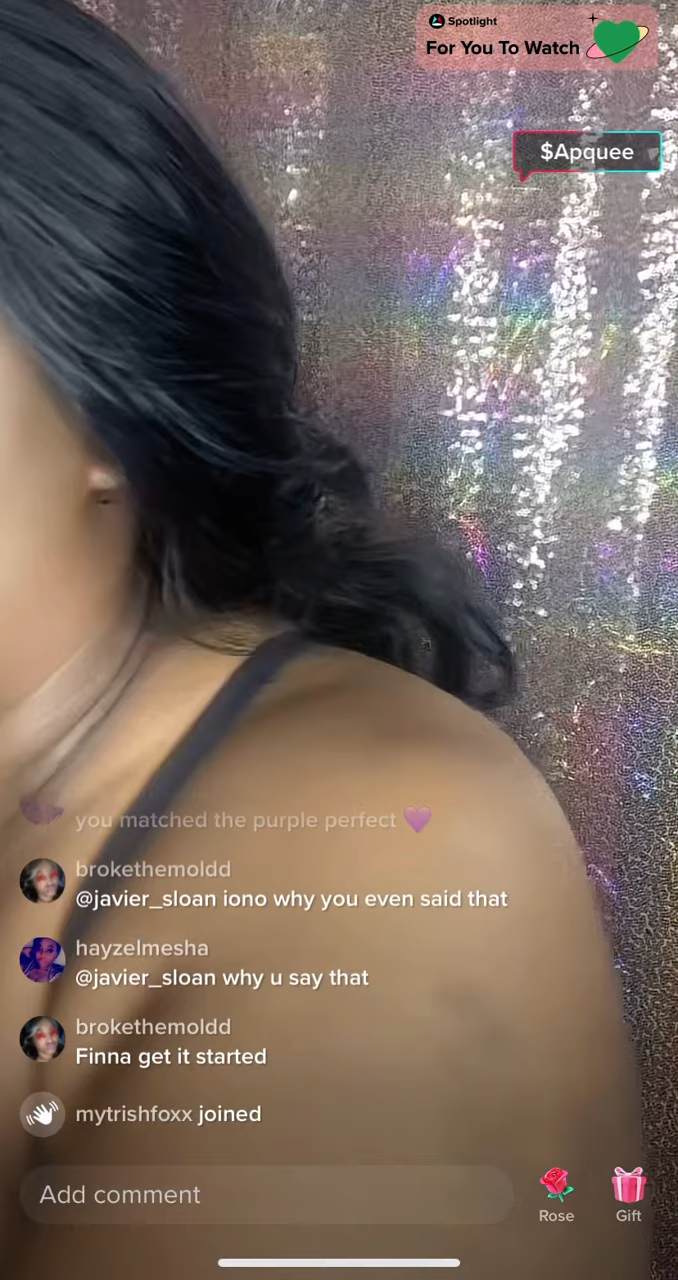 Spotlight
For You To Watch
$Apquee
you matched the purple perfect 💜
brokethemoldd
@javier_sloan iono why you even said that
hayzelmesha
@javier_sloan why u say that
brokethemoldd
Finna get it started
mytrishfoxx joined
Add comment
Rose
Gift